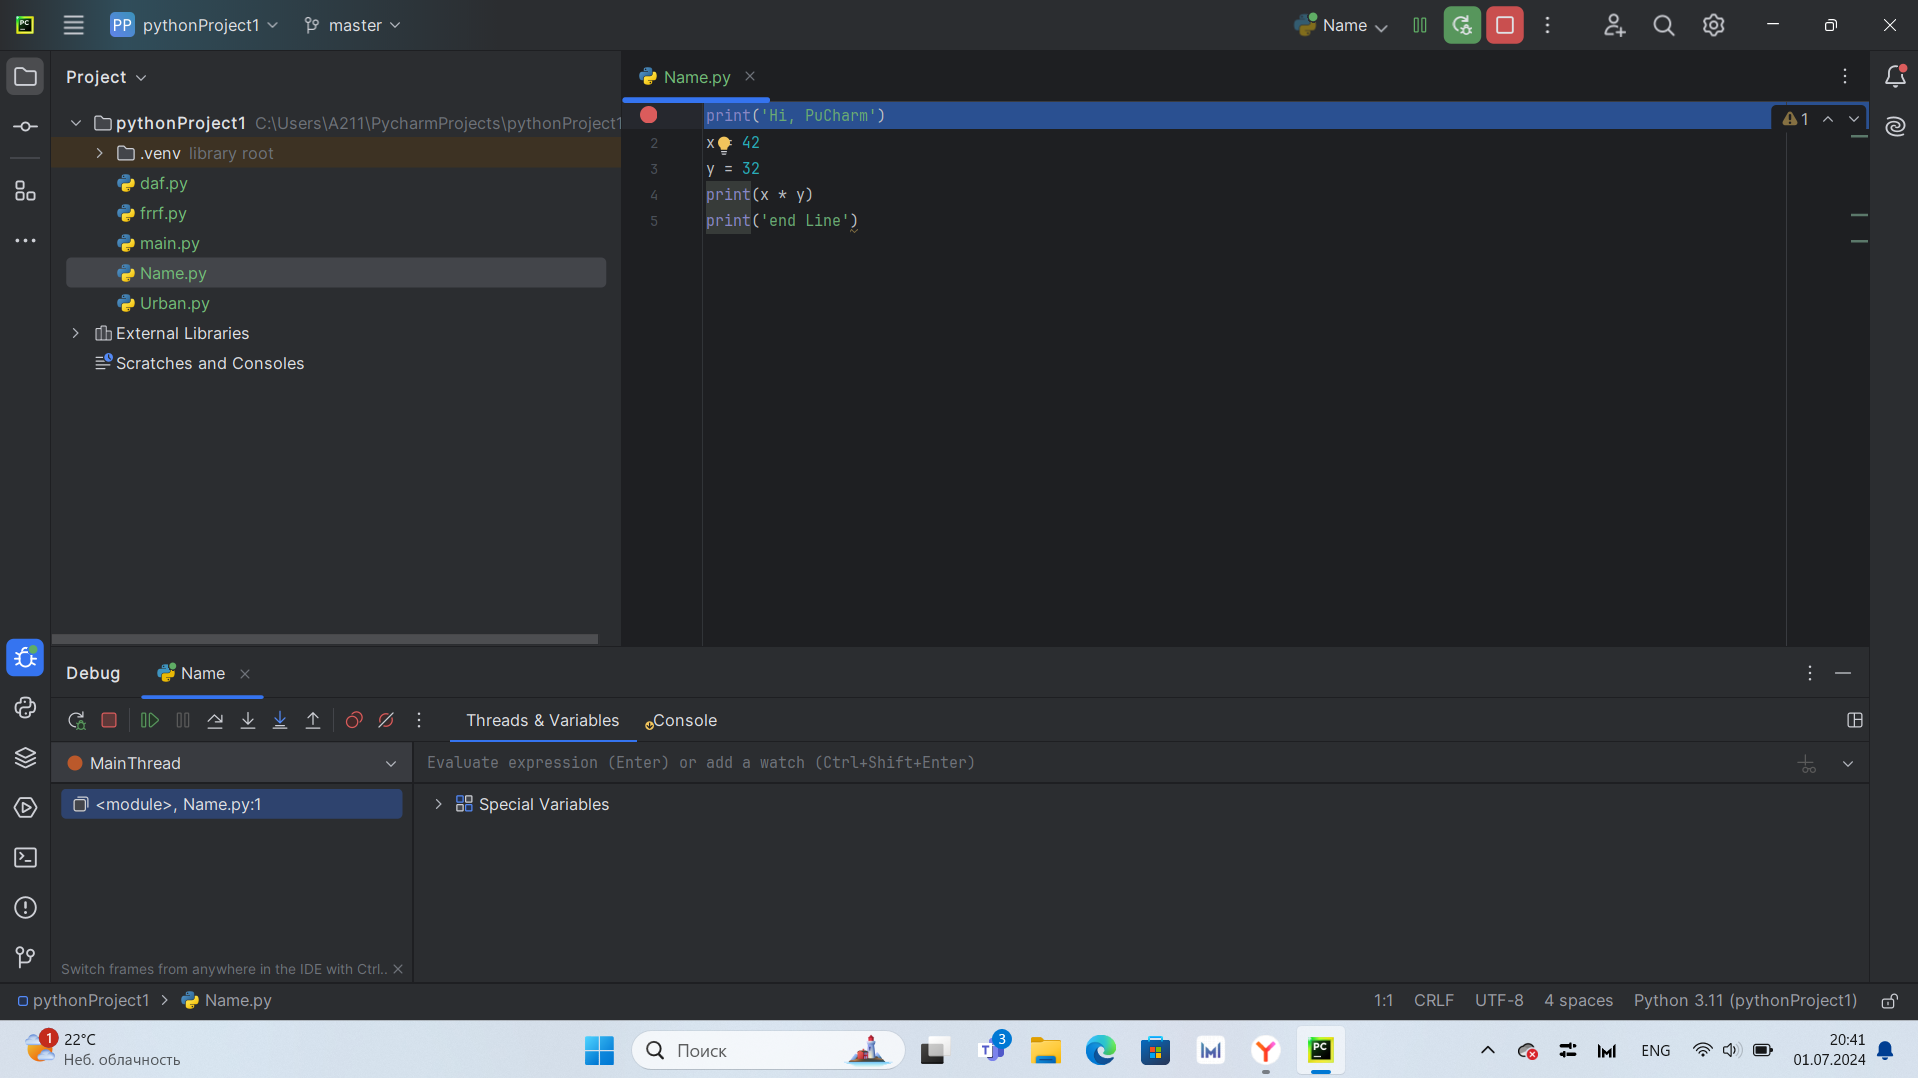 PC
PP pythonProject1
master
Name
Project
pythonProject1 C:\Users\A211\PycharmProjects\pythonProject1
.venv library root
daf.py
frrf.py
main.py
Name.py
Urban.py
External Libraries
Scratches and Consoles
Name.py
print('Hi, PuCharm')
1
2 x = 42
3 y = 32
4 print(x * y)
5 print('end Line')
Debug
Name
Threads & Variables
Console
MainThread
Evaluate expression (Enter) or add a watch (Ctrl+Shift+Enter)
<module>, Name.py:1
Special Variables
Switch frames from anywhere in the IDE with Ctrl..
pythonProject1 > Name.py
1:1 CRLF UTF-8 4 spaces Python 3.11 (pythonProject1)
1
22°C
Неб. облачность
Поиск
3
T
PC
ENG
20:41
01.07.2024